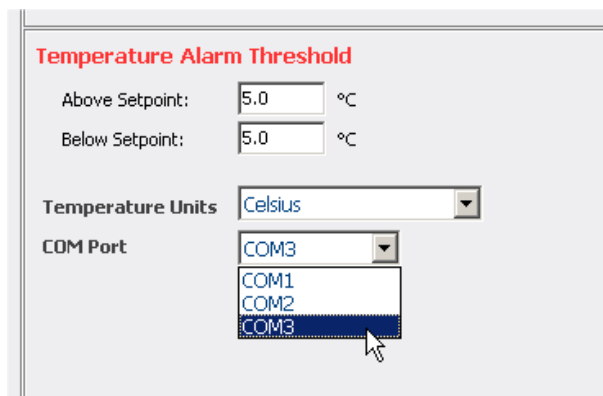 Temperature Alarm Threshold
Above Setpoint: 5.0 °C
Below Setpoint: 5.0 °C
Temperature Units Celsius
COM Port COM3
COM1
COM2
COM3